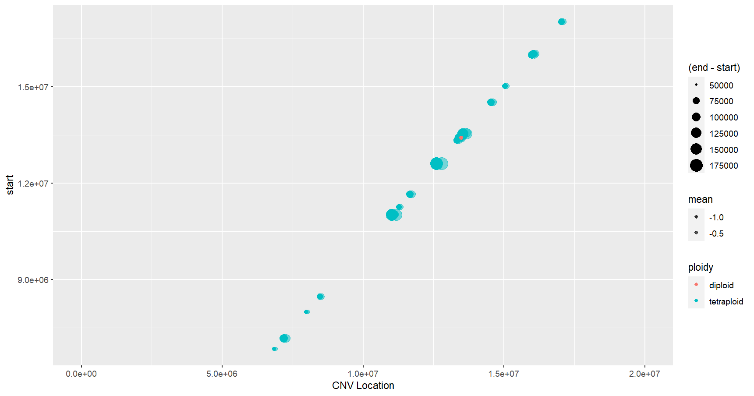 start
1.5e+07
1.2e+07
9.0e+06
0.0e+00
5.0e+06
1.0e+07
1.5e+07
2.0e+07
CNV Location
(end - start)
50000
75000
100000
125000
150000
175000
mean
-1.0
-0.5
ploidy
diploid
tetraploid